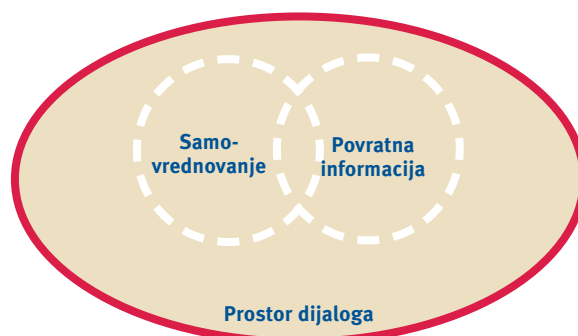 Samo-
vrednovanje
Povratna
informacija
Prostor dijaloga